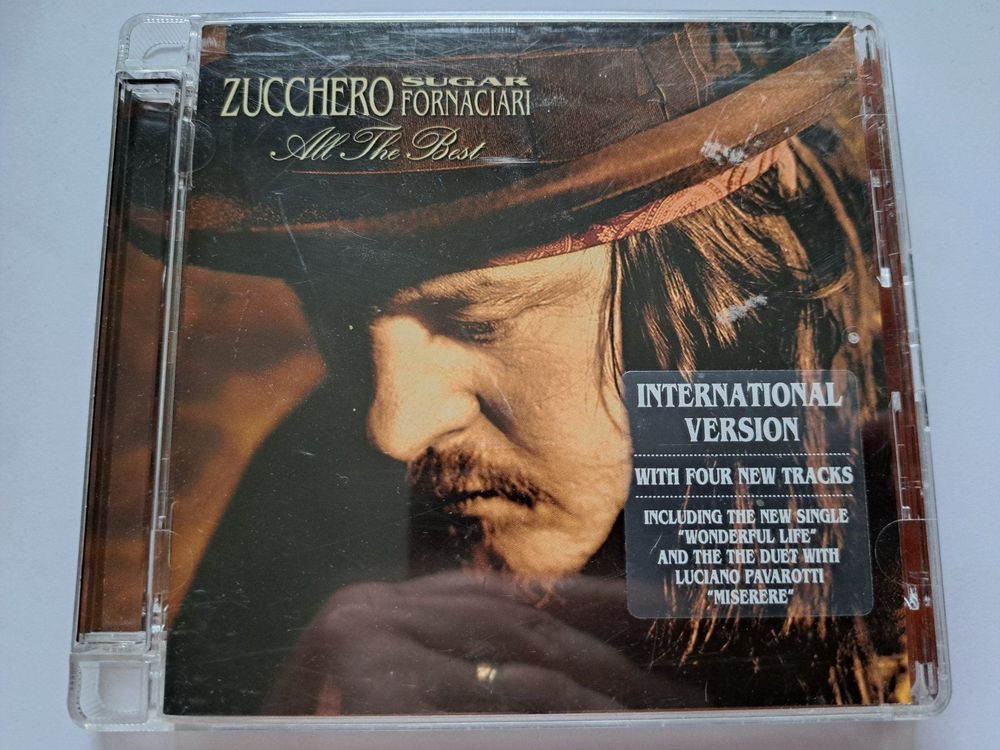 ZUCCHERO SUGAR FORNACIARI
All The Best
INTERNATIONAL
VERSION
WITH FOUR NEW TRACKS
INCLUDING THE NEW SINGLE
"WONDERFUL LIFE"
AND THE THE DUET WITH
LUCIANO PAVAROTTI
"MISERERE"